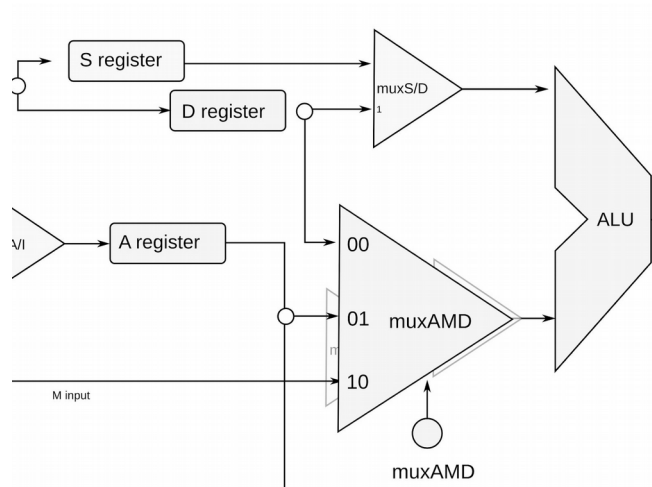 S register
muxS/D
D register
1
A/I
A register
00
ALU
01
muxAMD
m
10
M input
muxAMD